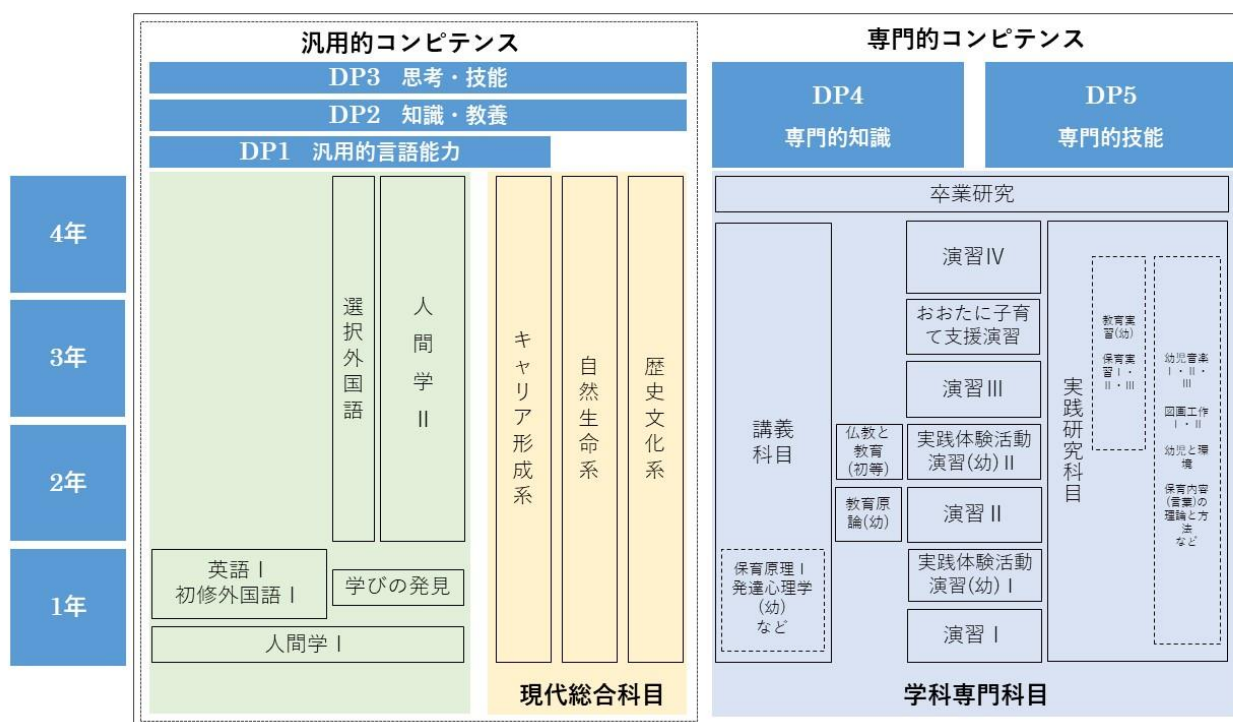 汎用的コンピテンス
DP3 思考・技能
DP2 知識・教養
DP1 汎用的言語能力
専門的コンピテンス
DP4
専門的知識
DP5
専門的技能
4年
3年
2年
1年
選択外国語
人間学Ⅱ
英語Ⅰ
初修外国語Ⅰ
学びの発見
人間学Ⅰ
キャリア形成系
自然生命系
歴史文化系
現代総合科目
卒業研究
講義
科目
保育原理Ⅰ
発達心理学
(幼)
など
仏教と
教育
(初等)
教育原
論(幼)
演習Ⅳ
おおたに子育
て支援演習
演習Ⅲ
実践体験活動
演習(幼)Ⅱ
演習Ⅱ
実践体験活動
演習(幼)Ⅰ
演習Ⅰ
実践研究科目
教育実
習(幼)
保育実
習Ⅰ・
Ⅱ・Ⅲ
幼児音楽
Ⅰ・Ⅱ・
Ⅲ
図画工作
Ⅰ・Ⅱ
幼児と環
境
保育内容
(言葉)の
理論と方
法
など
学科専門科目